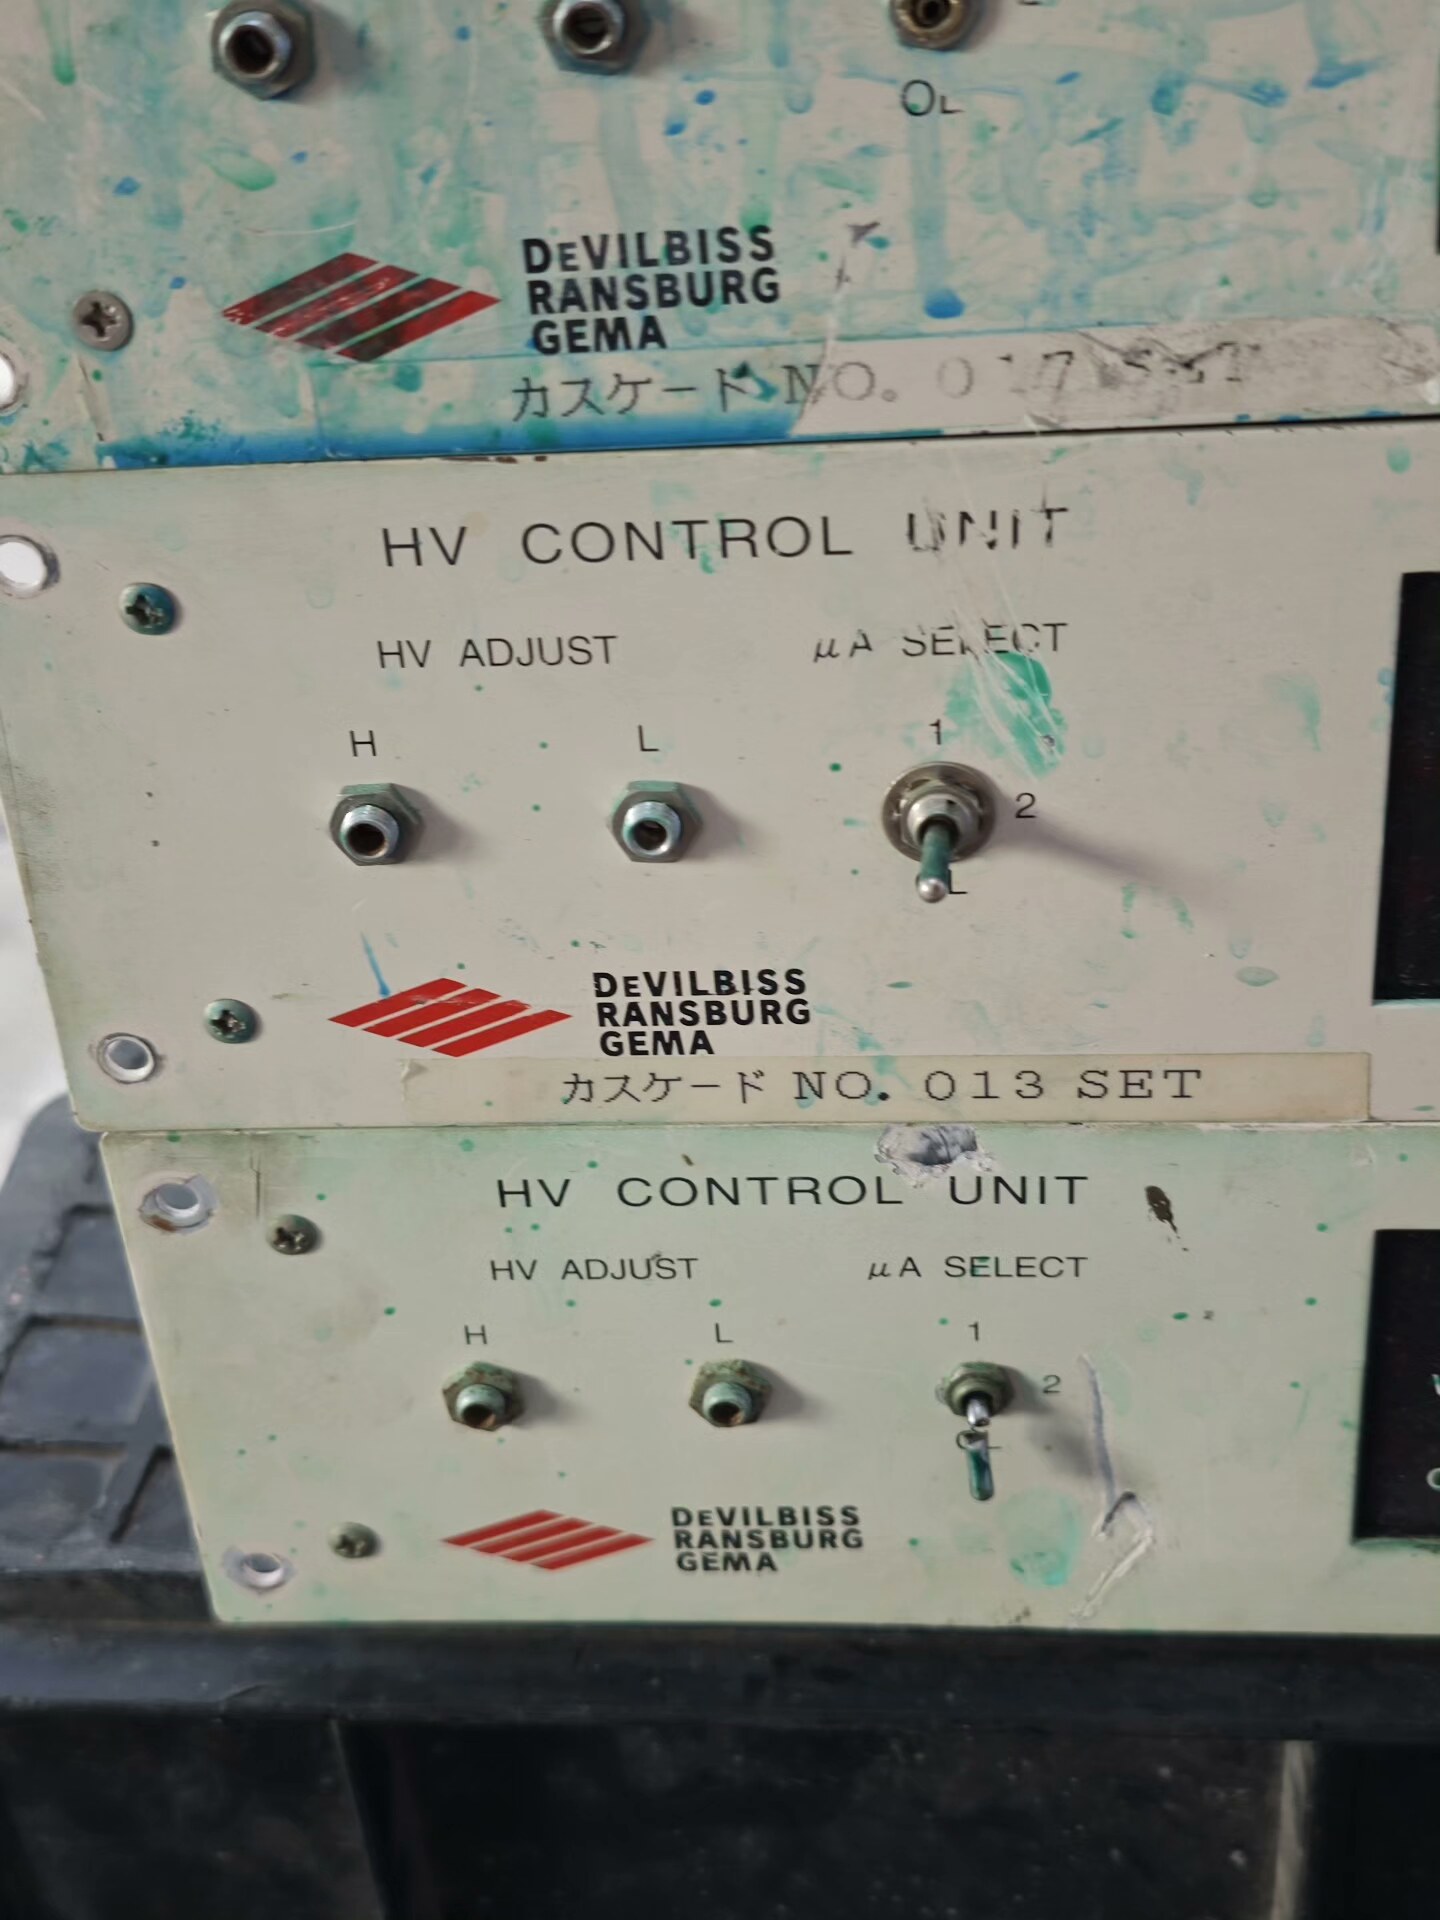 OL
DEVILBISS
RANSBURG
GEMA
カスケード NO.
HV CONTROL UNIT
HV ADJUST
μA SELECT
H
L
1
2
L
DEVILBISS
RANSBURG
GEMA
カスケード NO. 013 SET
HV CONTROL UNIT
HV ADJUST
μA SELECT
H
L
1
2
DEVILBISS
RANSBURG
GEMA